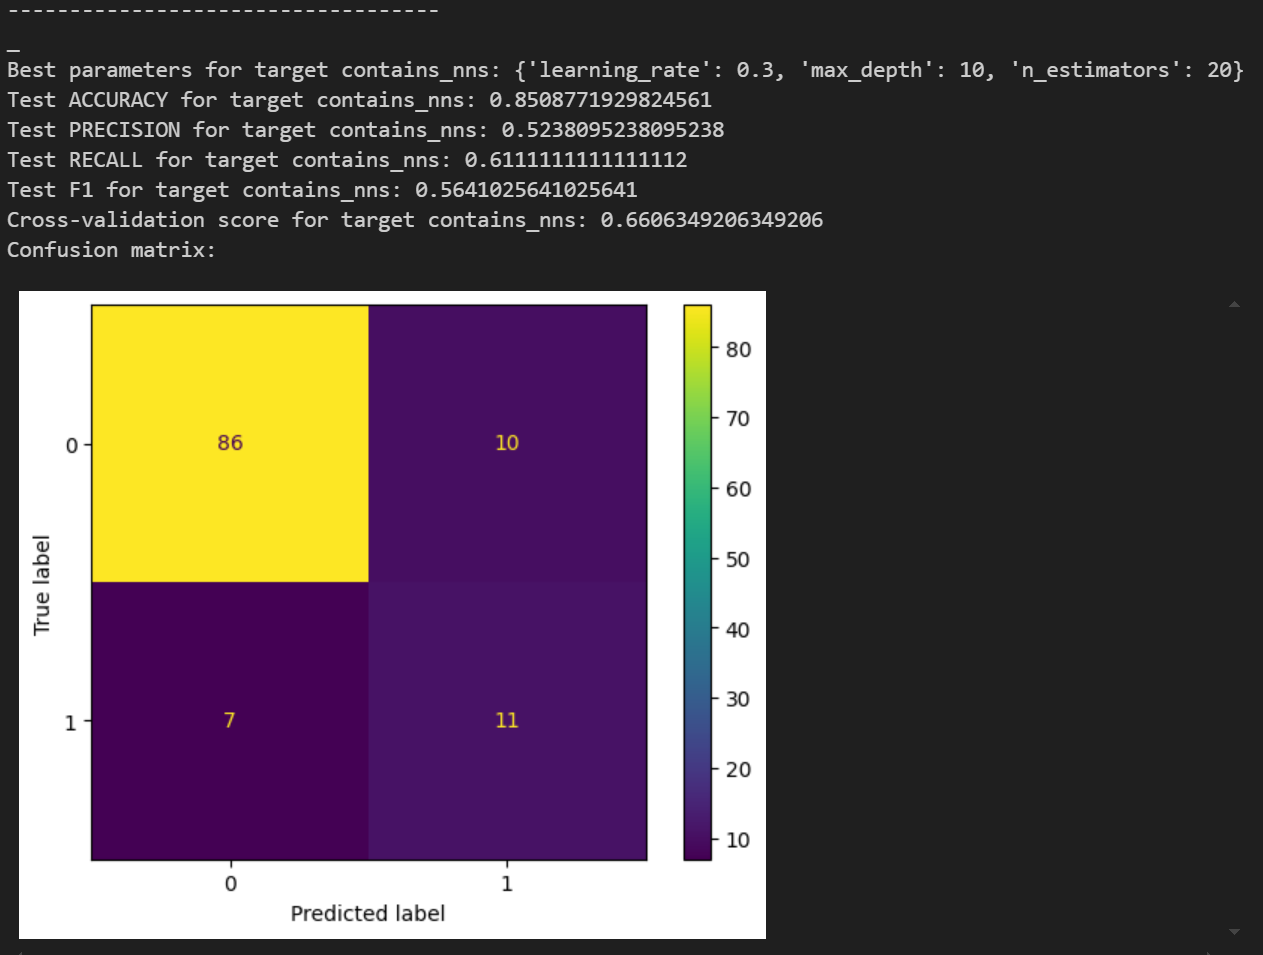 -----------------------------------
_
Best parameters for target contains_nns: {'learning_rate': 0.3, 'max_depth': 10, 'n_estimators': 20}
Test ACCURACY for target contains_nns: 0.8508771929824561
Test PRECISION for target contains_nns: 0.5238095238095238
Test RECALL for target contains_nns: 0.6111111111111112
Test F1 for target contains_nns: 0.5641025641025641
Cross-validation score for target contains_nns: 0.6606349206349206
Confusion matrix:
80
70
60
50
40
30
20
10
True label
0
86
10
1
7
11
0
1
Predicted label